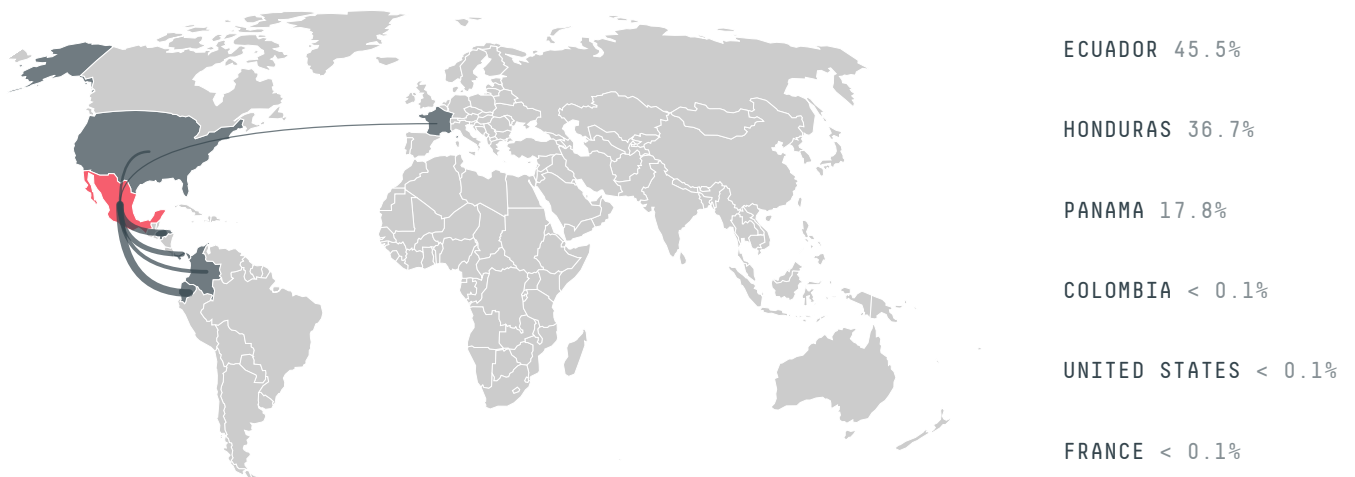 ECUADOR 45.5%
HONDURAS 36.7%
PANAMA 17.8%
COLOMBIA < 0.1%
UNITED STATES < 0.1%
FRANCE < 0.1%